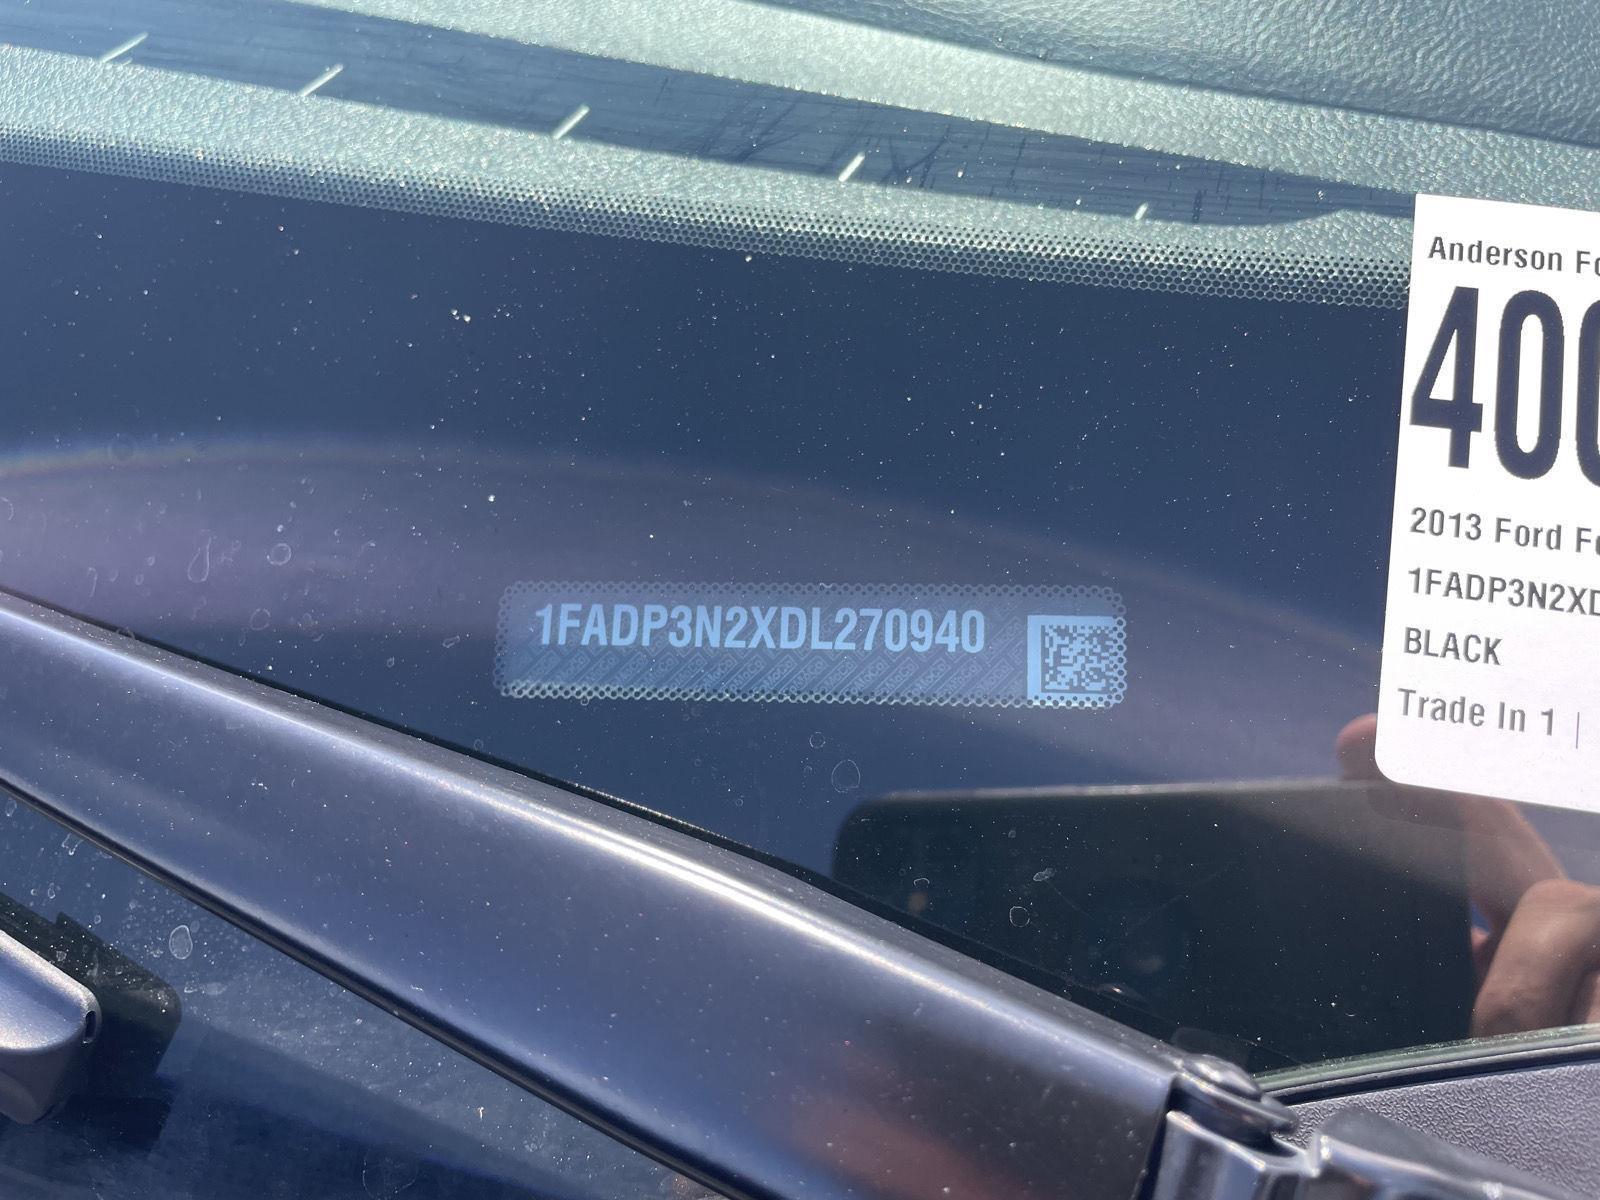 Anderson Fo
400
2013 Ford Fo
1FADP3N2XD
BLACK
Trade In 1 |
1FADP3N2XDL270940